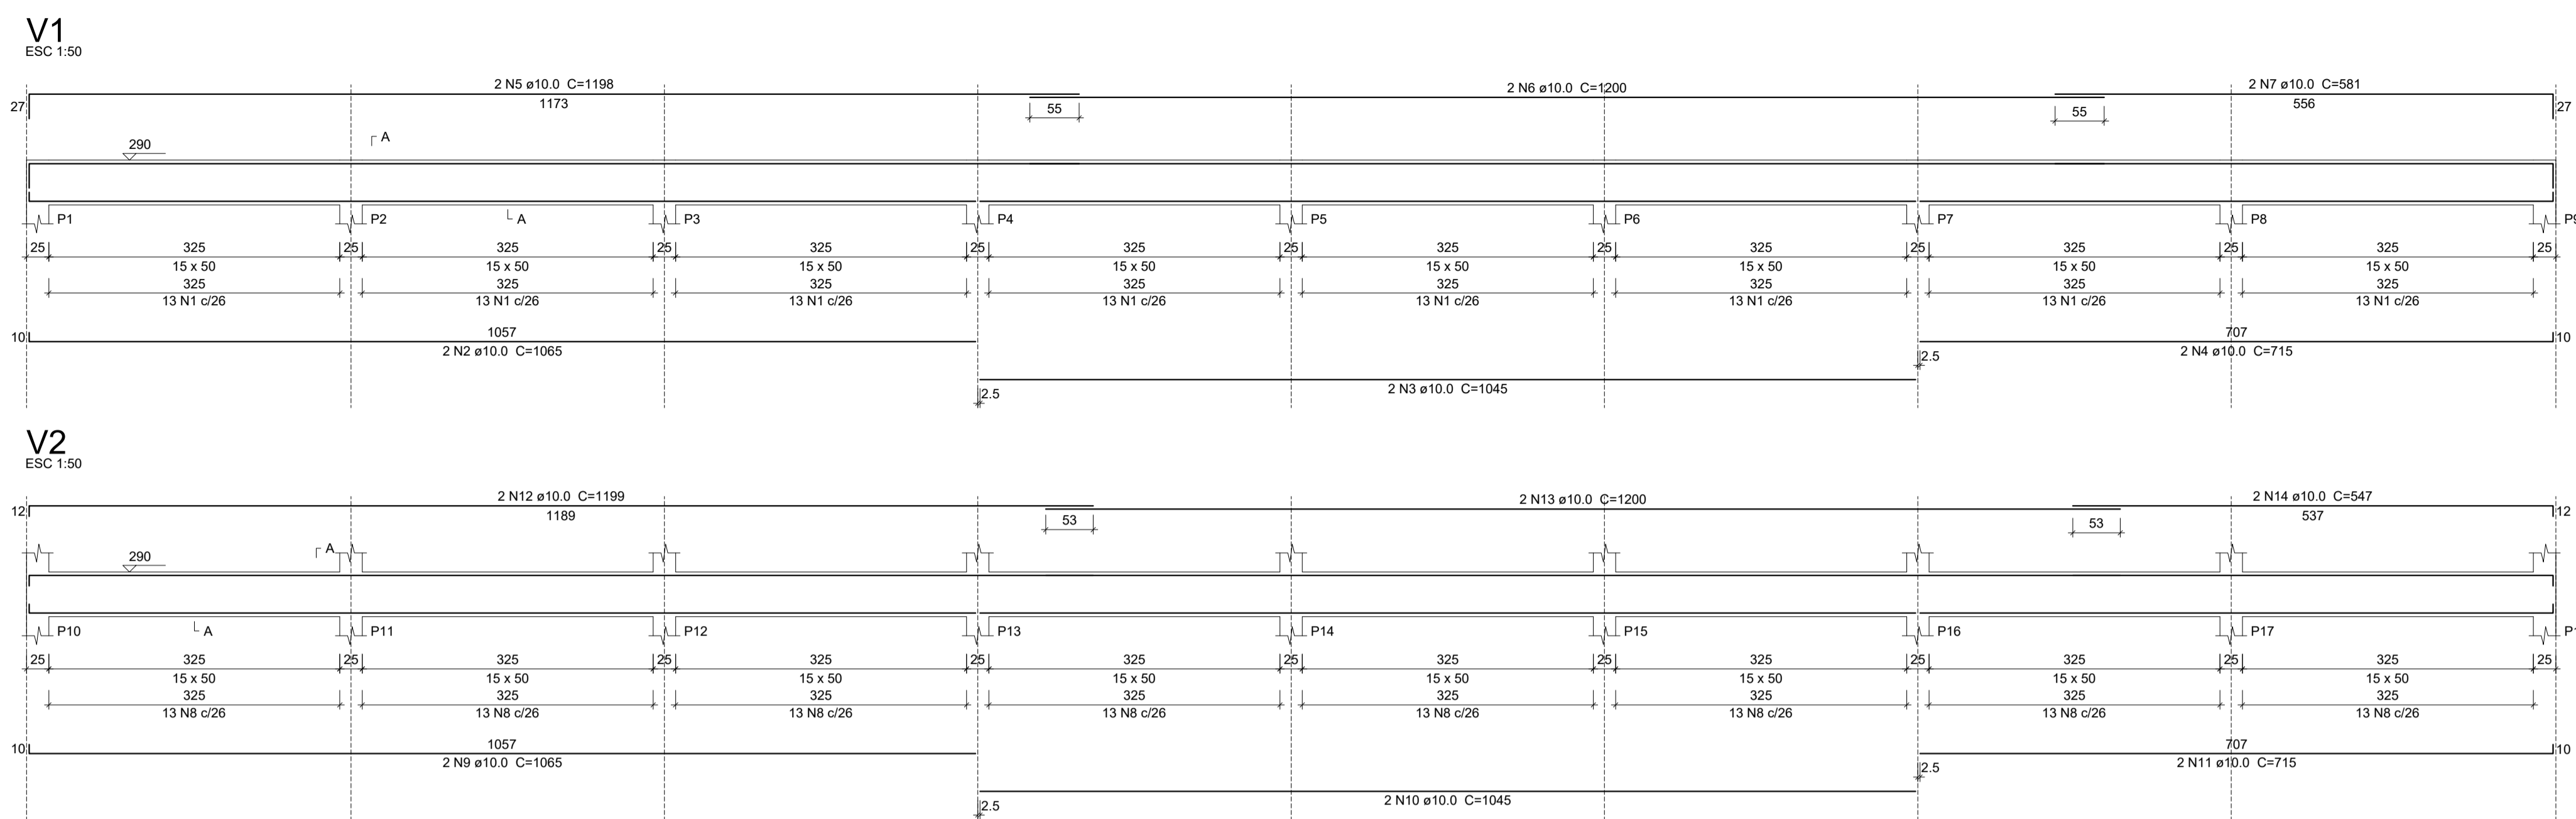 V1
ESC 1:50
2 N5 ø10.0 C=1198
2 N6 ø10.0 C=1200
2 N7 ø10.0 C=581
27 1173 55 55 556 27
A
290
P1 P2 A P3 P4 P5 P6 P7 P8 P9
25 325 25 325 25 325 25 325 25 325 25 325 25 325 25 325 25
15 x 50 15 x 50 15 x 50 15 x 50 15 x 50 15 x 50 15 x 50 15 x 50
325 325 325 325 325 325 325 325
13 N1 c/26 13 N1 c/26 13 N1 c/26 13 N1 c/26 13 N1 c/26 13 N1 c/26 13 N1 c/26 13 N1 c/26
10 1057 707 10
2 N2 ø10.0 C=1065 2 N4 ø10.0 C=715
2.5
2 N3 ø10.0 C=1045
2.5
V2
ESC 1:50
2 N12 ø10.0 C=1199
2 N13 ø10.0 C=1200
2 N14 ø10.0 C=547
12 1189 53 53 537 12
A
290
P10 A P11 P12 P13 P14 P15 P16 P17
25 325 25 325 25 325 25 325 25 325 25 325 25 325 25 325 25
15 x 50 15 x 50 15 x 50 15 x 50 15 x 50 15 x 50 15 x 50 15 x 50
325 325 325 325 325 325 325 325
13 N8 c/26 13 N8 c/26 13 N8 c/26 13 N8 c/26 13 N8 c/26 13 N8 c/26 13 N8 c/26 13 N8 c/26
10 1057 707 10
2 N9 ø10.0 C=1065 2 N11 ø10.0 C=715
2.5
2 N10 ø10.0 C=1045
2.5